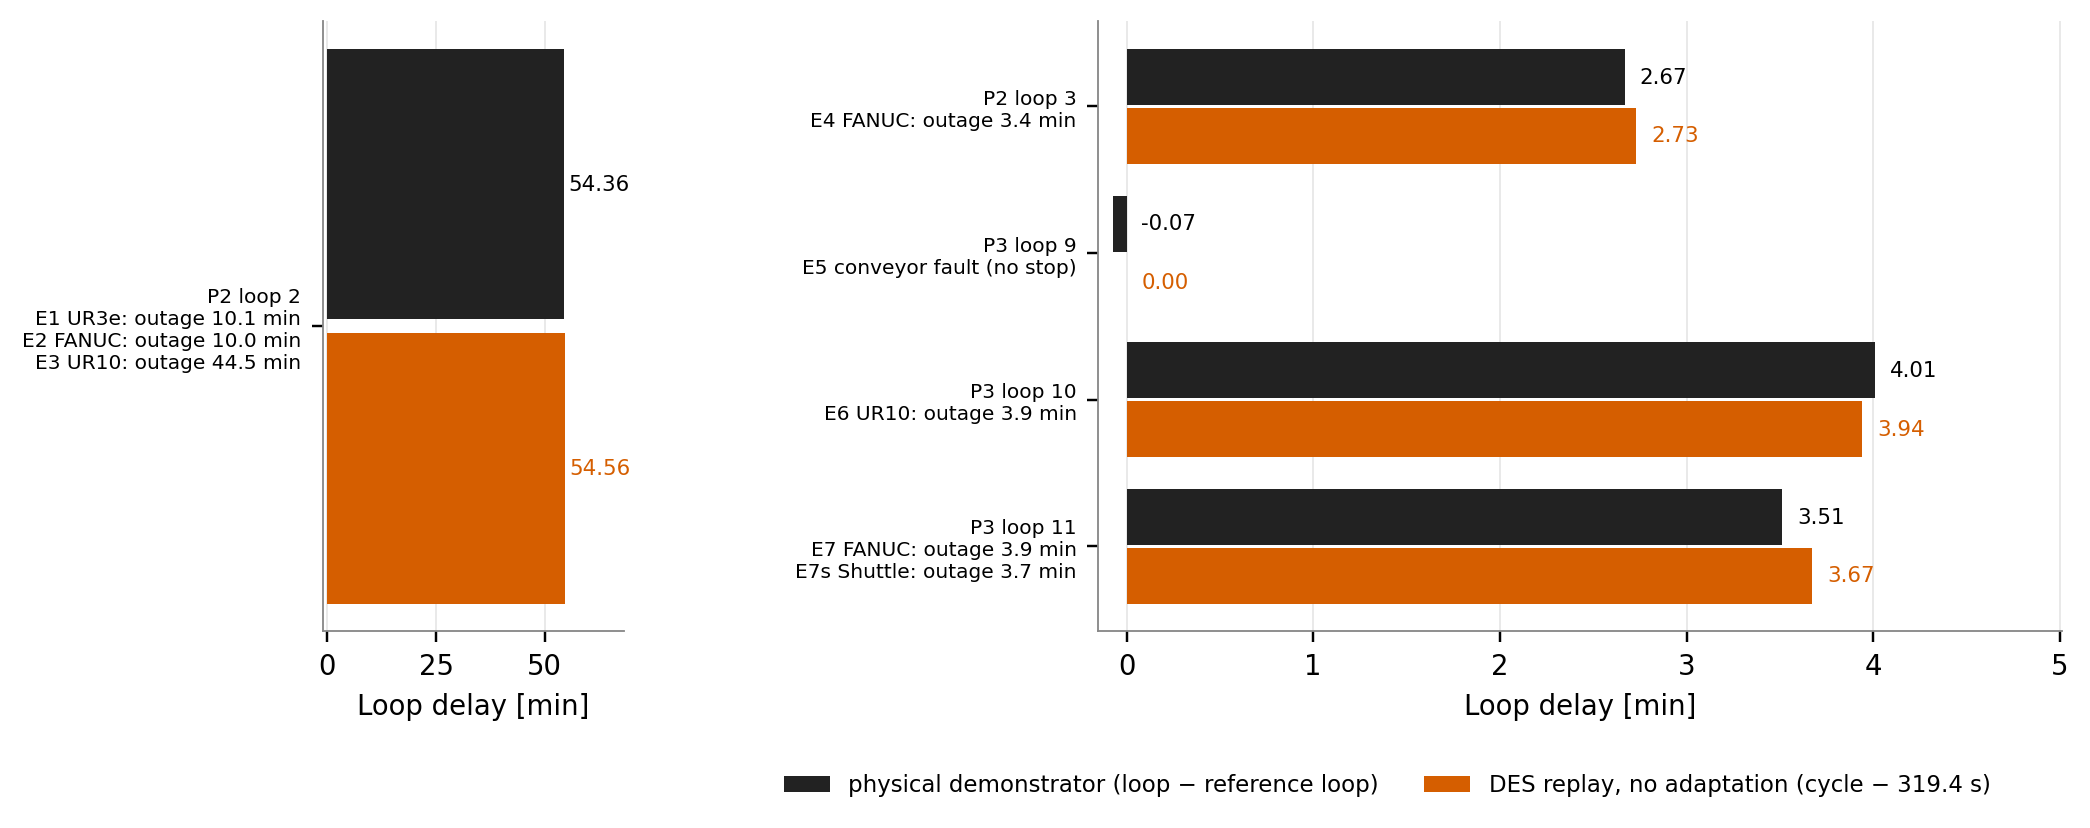 P2 loop 2
E1 UR3e: outage 10.1 min
E2 FANUC: outage 10.0 min
E3 UR10: outage 44.5 min
54.36
54.56
0
25
50
Loop delay [min]
P2 loop 3
E4 FANUC: outage 3.4 min
2.67
2.73
P3 loop 9
E5 conveyor fault (no stop)
-0.07
0.00
P3 loop 10
E6 UR10: outage 3.9 min
4.01
3.94
P3 loop 11
E7 FANUC: outage 3.9 min
E7s Shuttle: outage 3.7 min
3.51
3.67
0
1
2
3
4
5
Loop delay [min]
physical demonstrator (loop − reference loop)
DES replay, no adaptation (cycle − 319.4 s)